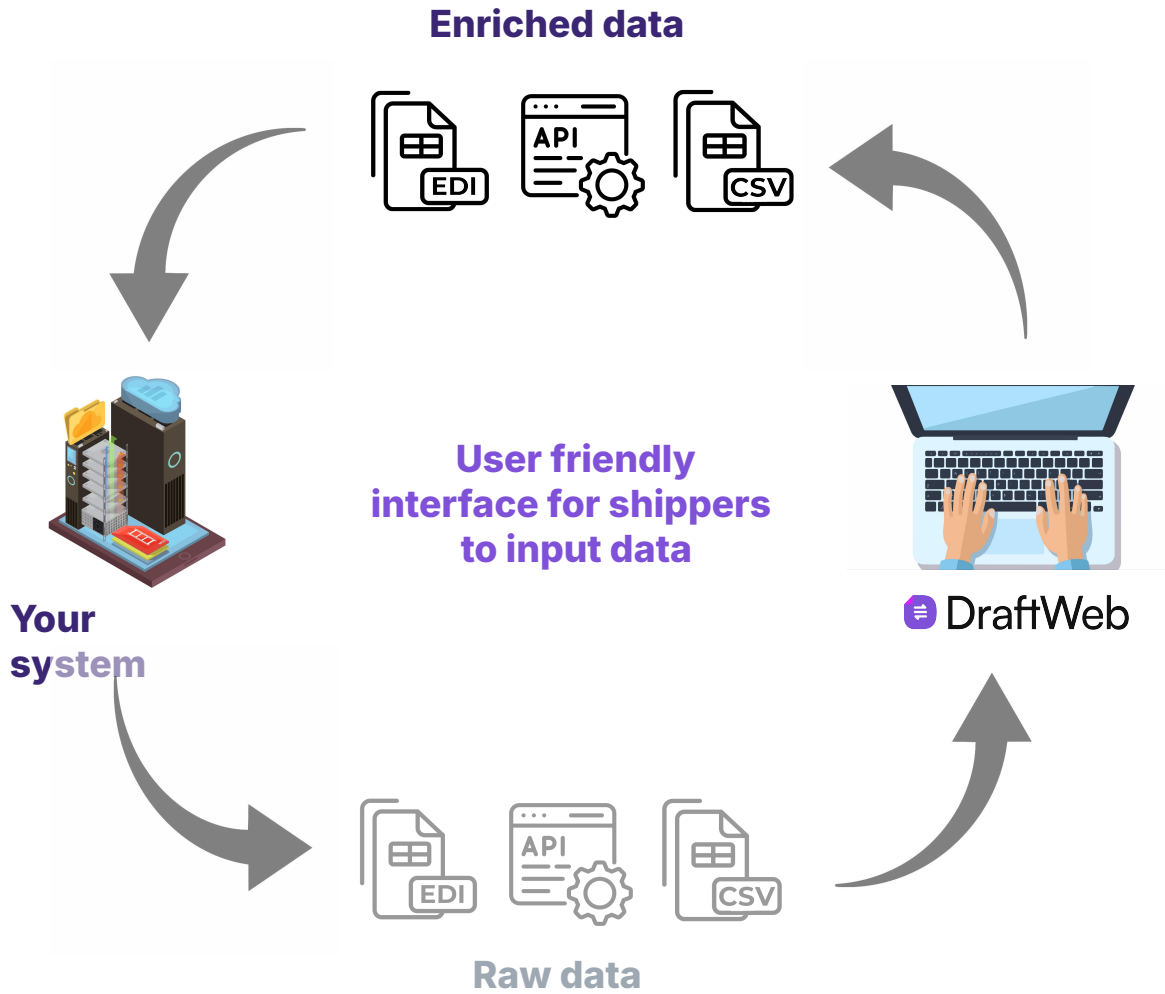 Enriched data
EDI
API
CSV
User friendly
interface for shippers
to input data
Your
system
DraftWeb
EDI
API
CSV
Raw data